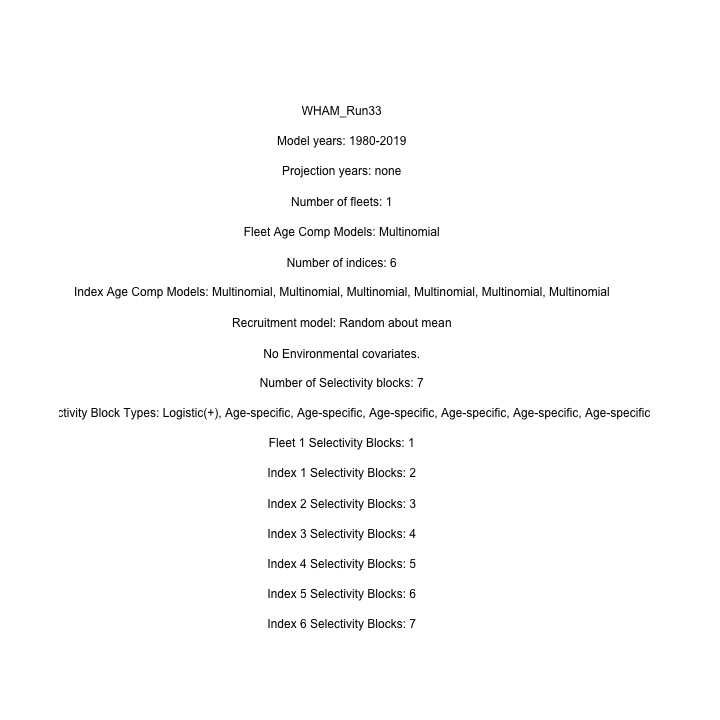 WHAM_Run33
Model years: 1980-2019
Projection years: none
Number of fleets: 1
Fleet Age Comp Models: Multinomial
Number of indices: 6
Index Age Comp Models: Multinomial, Multinomial, Multinomial, Multinomial, Multinomial, Multinomial
Recruitment model: Random about mean
No Environmental covariates.
Number of Selectivity blocks: 7
ctivity Block Types: Logistic(+), Age-specific, Age-specific, Age-specific, Age-specific, Age-specific, Age-specific
Fleet 1 Selectivity Blocks: 1
Index 1 Selectivity Blocks: 2
Index 2 Selectivity Blocks: 3
Index 3 Selectivity Blocks: 4
Index 4 Selectivity Blocks: 5
Index 5 Selectivity Blocks: 6
Index 6 Selectivity Blocks: 7